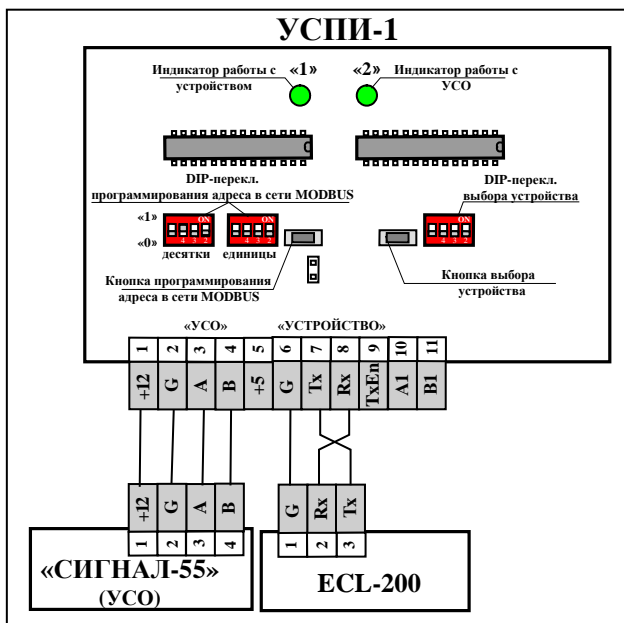 УСПИ-1
Индикатор работы с
устройством
«1»
«2»
Индикатор работы с
УСО
DIP-перекл.
программирования адреса в сети MODBUS
DIP-перекл.
выбора устройства
«1»
«0»
ON
4 3 2
ON
4 3 2
ON
4 3 2
десятки
единицы
Кнопка программирования
адреса в сети MODBUS
Кнопка выбора
устройства
«УСО»
«УСТРОЙСТВО»
1 2 3 4 5 6 7 8 9 10 11
+12 G A B +5 G Tx Rx TxEn A1 B1
+12 G A B
1 2 3 4
G Rx Tx
1 2 3
«СИГНАЛ-55»
(УСО)
ECL-200